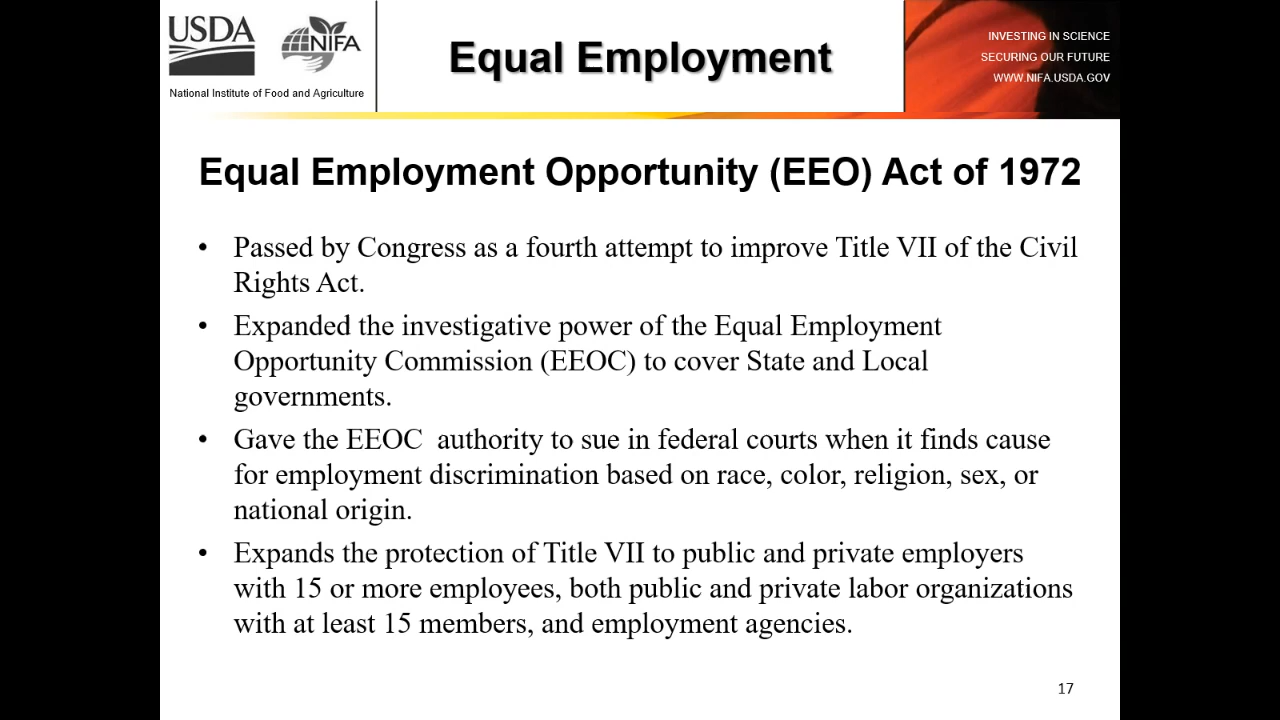 USDA
NIFA
National Institute of Food and Agriculture
Equal Employment
INVESTING IN SCIENCE
SECURING OUR FUTURE
WWW.NIFA.USDA.GOV
Equal Employment Opportunity (EEO) Act of 1972
• Passed by Congress as a fourth attempt to improve Title VII of the Civil
Rights Act.
• Expanded the investigative power of the Equal Employment
Opportunity Commission (EEOC) to cover State and Local
governments.
• Gave the EEOC  authority to sue in federal courts when it finds cause
for employment discrimination based on race, color, religion, sex, or
national origin.
• Expands the protection of Title VII to public and private employers
with 15 or more employees, both public and private labor organizations
with at least 15 members, and employment agencies.
17